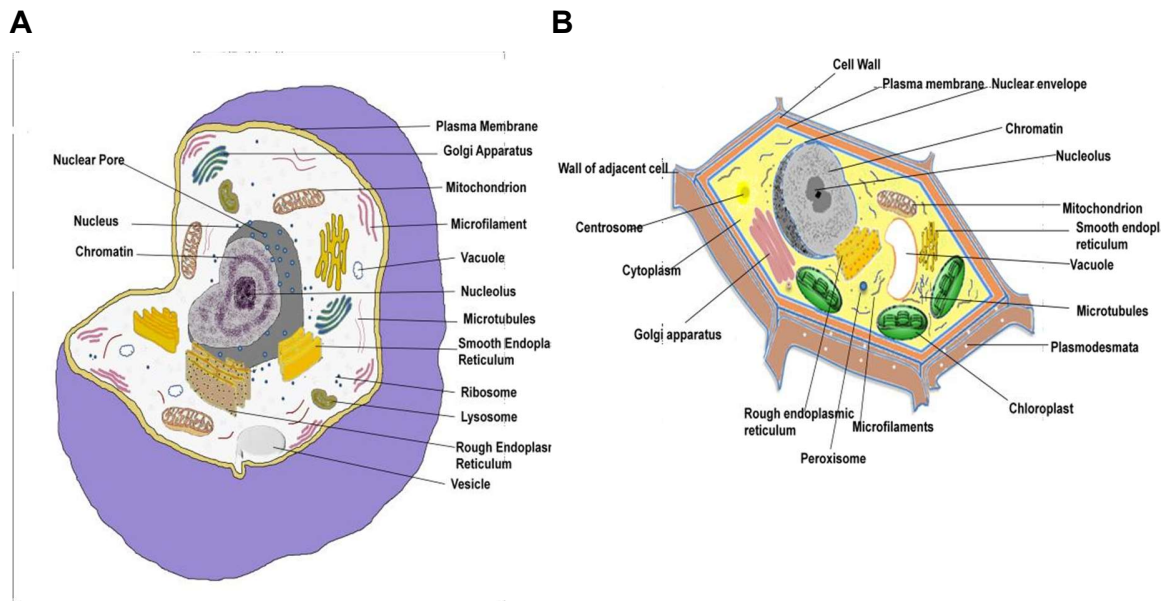 A
Plasma Membrane
Golgi Apparatus
Nuclear Pore
Mitochondrion
Nucleus
Microfilament
Chromatin
Vacuole
Nucleolus
Microtubules
Smooth Endopla
Reticulum
Ribosome
Lysosome
Rough Endoplasr
Reticulum
Vesicle
B
Cell Wall
Plasma membrane
Nuclear envelope
Chromatin
Nucleolus
Wall of adjacent cell
Mitochondrion
Centrosome
Smooth endopl
reticulum
Cytoplasm
Vacuole
Microtubules
Golgi apparatus
Plasmodesmata
Chloroplast
Rough endoplasmic
reticulum
Microfilaments
Peroxisome